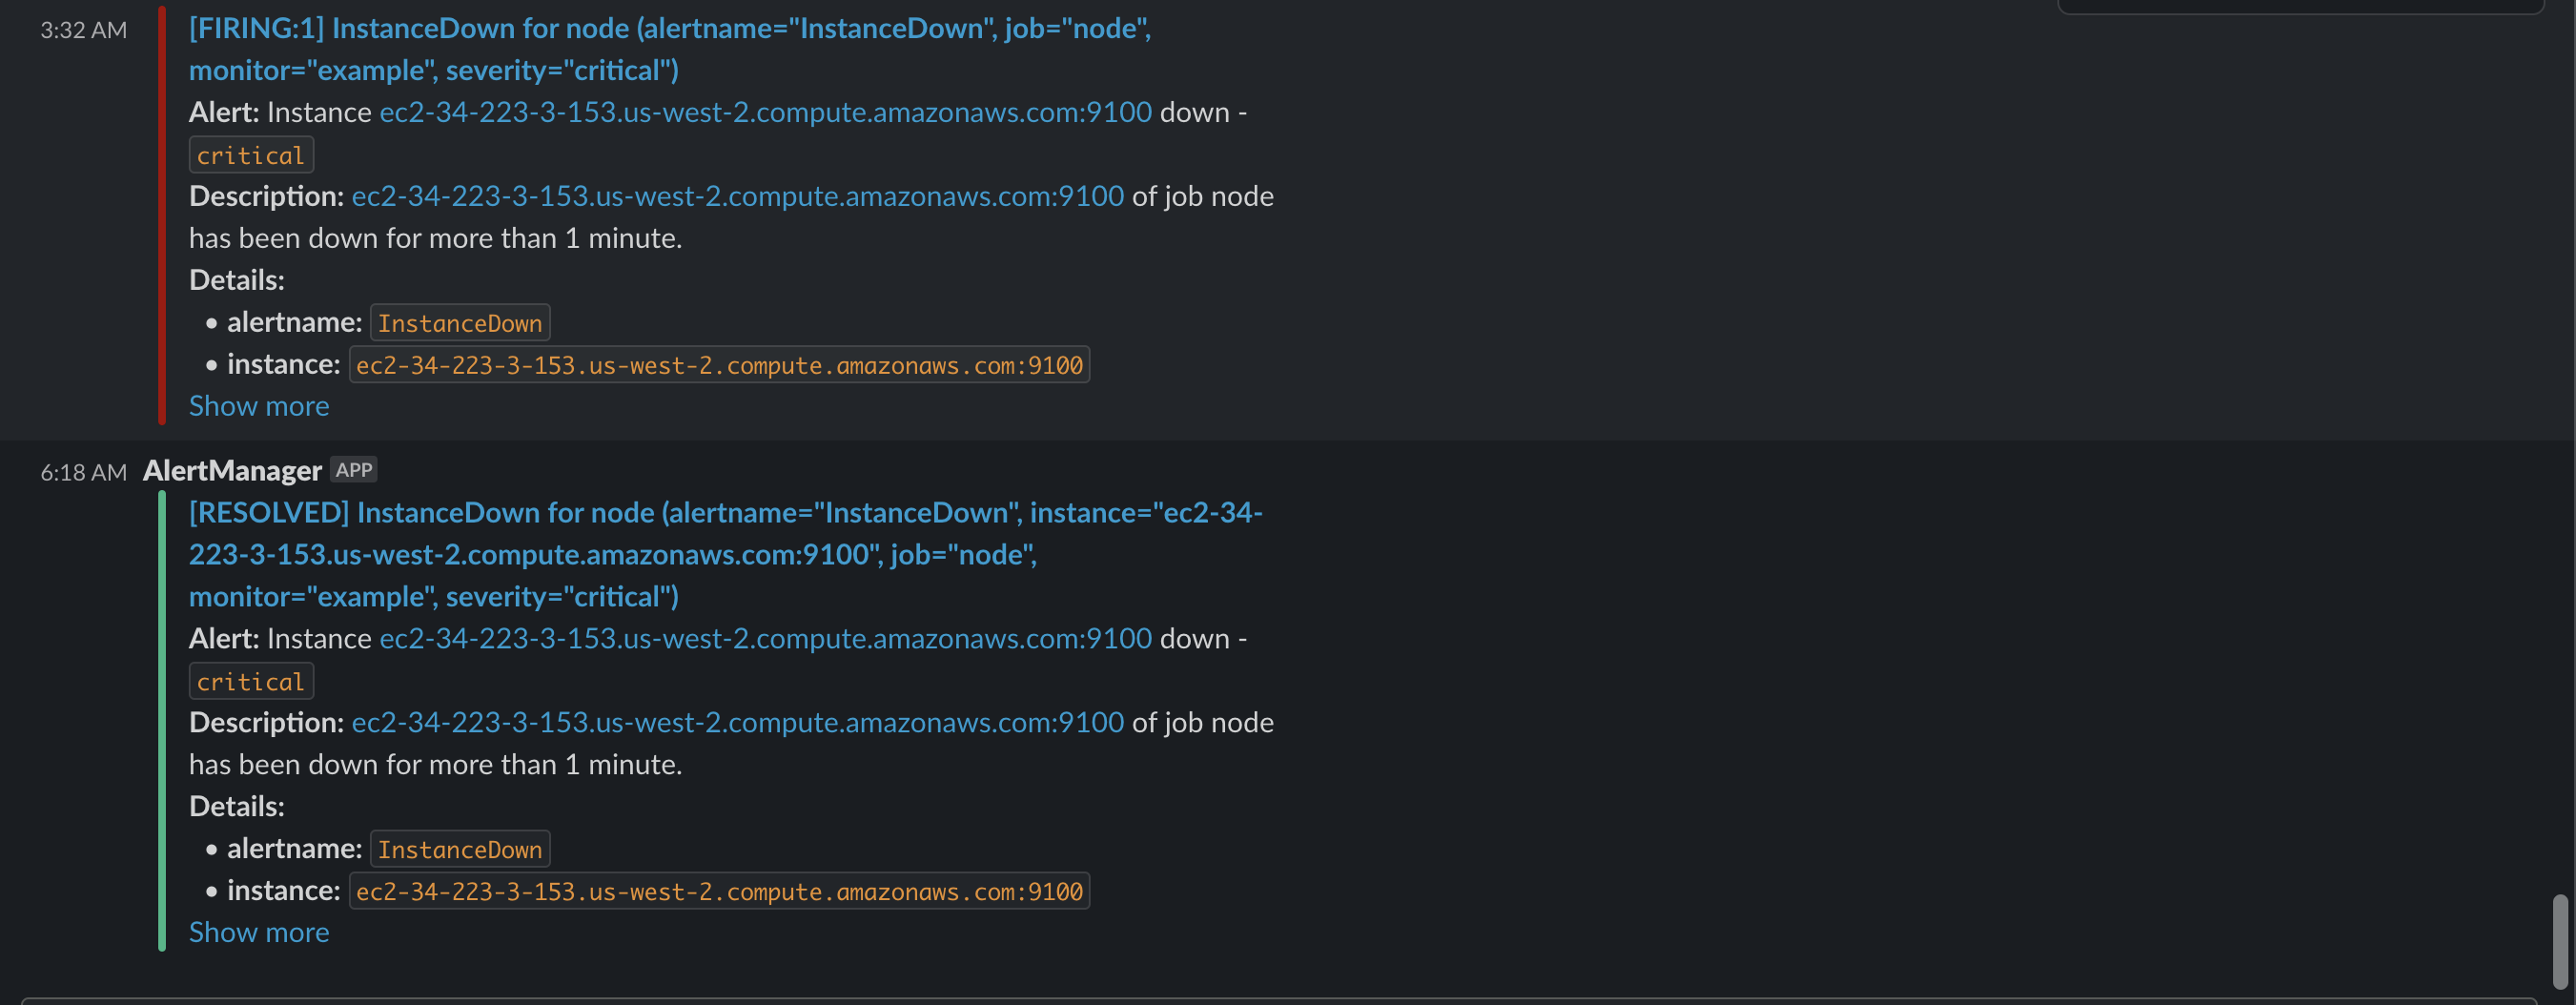 3:32 AM [FIRING:1] InstanceDown for node (alertname="InstanceDown", job="node",
monitor="example", severity="critical")
Alert: Instance ec2-34-223-3-153.us-west-2.compute.amazonaws.com:9100 down -
critical
Description: ec2-34-223-3-153.us-west-2.compute.amazonaws.com:9100 of job node
has been down for more than 1 minute.
Details:
• alertname: InstanceDown
• instance: ec2-34-223-3-153.us-west-2.compute.amazonaws.com:9100
Show more
6:18 AM AlertManager APP
[RESOLVED] InstanceDown for node (alertname="InstanceDown", instance="ec2-34-
223-3-153.us-west-2.compute.amazonaws.com:9100", job="node",
monitor="example", severity="critical")
Alert: Instance ec2-34-223-3-153.us-west-2.compute.amazonaws.com:9100 down -
critical
Description: ec2-34-223-3-153.us-west-2.compute.amazonaws.com:9100 of job node
has been down for more than 1 minute.
Details:
• alertname: InstanceDown
• instance: ec2-34-223-3-153.us-west-2.compute.amazonaws.com:9100
Show more